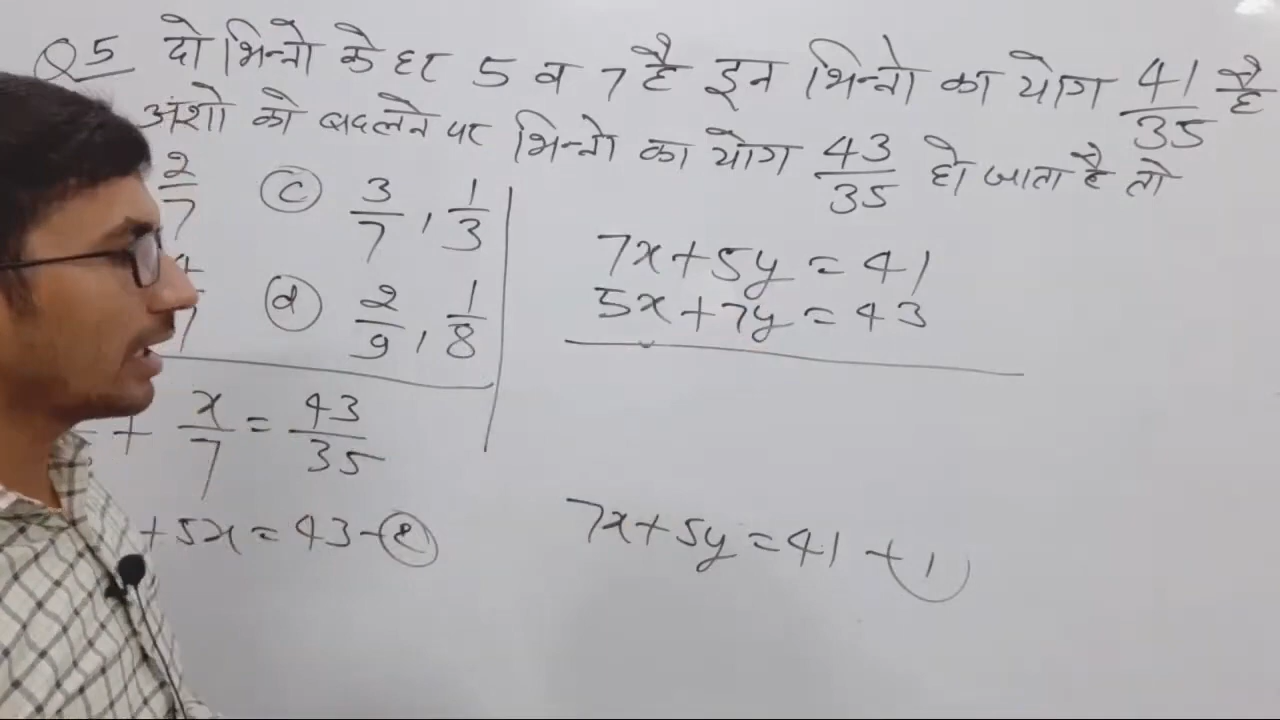 Q5 दो भिन्नो के हर 5 व 7 है इन भिन्नो का योग 41/35 है
अंशो को बदलने पर भिन्नो का योग 43/35 हो जाता है तो
2/7 (c) 3/7 , 1/3
(d) 2/9 , 1/8
7x+5y=41
5x+7y=43
+ x/7 = 43/35
+5x=43-(2)
7x+5y=41 -(1)